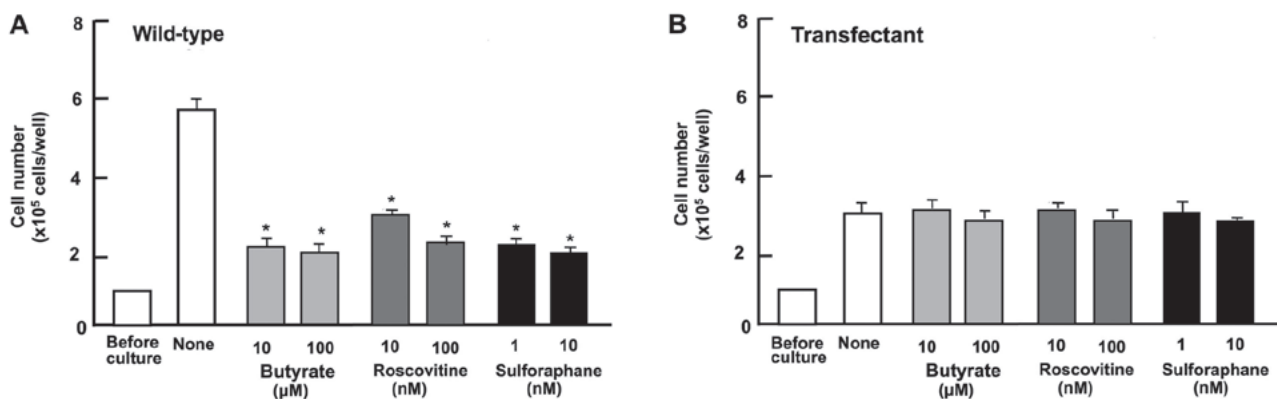 A
Wild-type
Cell number
(x10⁵ cells/well)
8
6
4
2
0
Before
culture
None
10
100
10
100
1
10
Butyrate
(µM)
Roscovitine
(nM)
Sulforaphane
(nM)
*
*
*
*
*
*
B
Transfectant
Cell number
(x10⁵ cells/well)
8
6
4
2
0
Before
culture
None
10
100
10
100
1
10
Butyrate
(µM)
Roscovitine
(nM)
Sulforaphane
(nM)